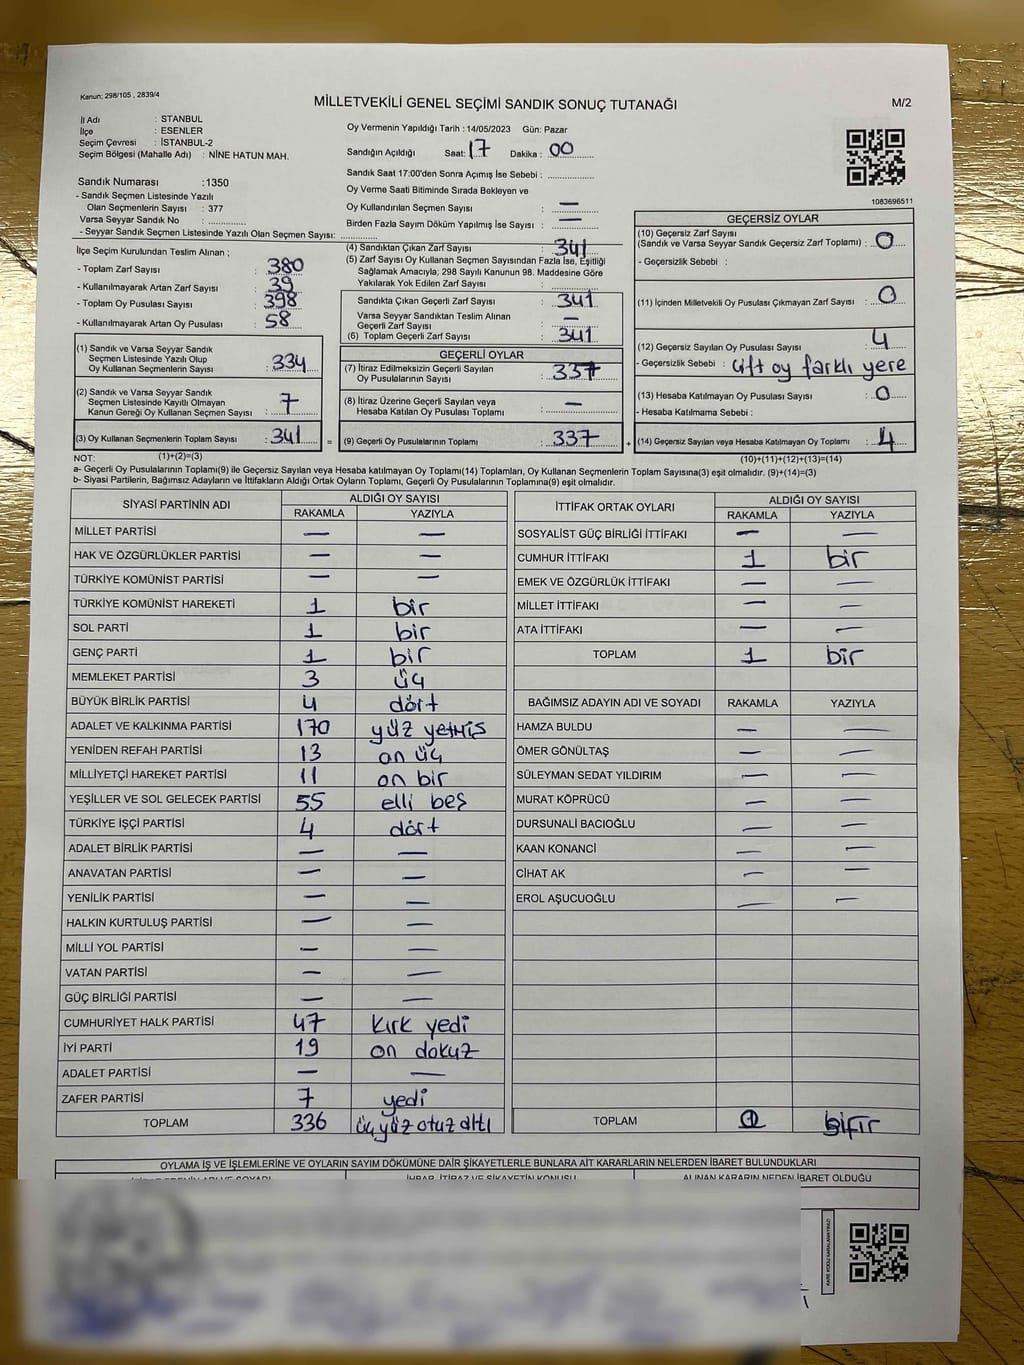 Kanun; 298/105 , 2839/4
MİLLETVEKİLİ GENEL SEÇİMİ SANDIK SONUÇ TUTANAĞI
M/2
İl Adı : İSTANBUL
İlçe : ESENLER
Seçim Çevresi : İSTANBUL-2
Seçim Bölgesi (Mahalle Adı) : NİNE HATUN MAH.
Sandık Numarası :1350
- Sandık Seçmen Listesinde Yazılı
Olan Seçmenlerin Sayısı : 377
Varsa Seyyar Sandık No :
- Seyyar Sandık Seçmen Listesinde Yazılı Olan Seçmen Sayısı:
Oy Vermenin Yapıldığı Tarih : 14/05/2023 Gün: Pazar
Sandığın Açıldığı Saat: 17 Dakika : 00
Sandık Saat 17:00'den Sonra Açımış İse Sebebi :
Oy Verme Saati Bitiminde Sırada Bekleyen ve
Oy Kullandırılan Seçmen Sayısı : —
Birden Fazla Sayım Döküm Yapılmış İse Sayısı : —
1083696511
İlçe Seçim Kurulundan Teslim Alınan ;
- Toplam Zarf Sayısı : 380
- Kullanılmayarak Artan Zarf Sayısı : 39
- Toplam Oy Pusulası Sayısı : 398
- Kullanılmayarak Artan Oy Pusulası : 58
(1) Sandık ve Varsa Seyyar Sandık
Seçmen Listesinde Yazılı Olup
Oy Kullanan Seçmenlerin Sayısı : 334
(2) Sandık ve Varsa Seyyar Sandık
Seçmen Listesinde Kayıtlı Olmayan
Kanun Gereği Oy Kullanan Seçmen Sayısı : 7
(3) Oy Kullanan Seçmenlerin Toplam Sayısı : 341
(4) Sandıktan Çıkan Zarf Sayısı : 341
(5) Zarf Sayısı Oy Kullanan Seçmen Sayısından Fazla İse, Eşitliği
Sağlamak Amacıyla, 298 Sayılı Kanunun 98. Maddesine Göre
Yakılarak Yok Edilen Zarf Sayısı :
Sandıkta Çıkan Geçerli Zarf Sayısı : 341
Varsa Seyyar Sandıktan Teslim Alınan
Geçerli Zarf Sayısı : —
(6) Toplam Geçerli Zarf Sayısı : 341
GEÇERLİ OYLAR
(7) İtiraz Edilmeksizin Geçerli Sayılan
Oy Pusulalarının Sayısı : 337
(8) İtiraz Üzerine Geçerli Sayılan veya
Hesaba Katılan Oy Pusulası Toplamı : —
= (9) Geçerli Oy Pusulalarının Toplamı : 337 +
GEÇERSİZ OYLAR
(10) Geçersiz Zarf Sayısı
(Sandık ve Varsa Seyyar Sandık Geçersiz Zarf Toplamı) : 0
- Geçersizlik Sebebi :
(11) İçinden Milletvekili Oy Pusulası Çıkmayan Zarf Sayısı : 0
(12) Geçersiz Sayılan Oy Pusulası Sayısı : 4
- Geçersizlik Sebebi : Çift oy farklı yere
(13) Hesaba Katılmayan Oy Pusulası Sayısı : 0
- Hesaba Katılmama Sebebi :
(14) Geçersiz Sayılan veya Hesaba Katılmayan Oy Toplamı : 4
NOT: (1)+(2)=(3) (10)+(11)+(12)+(13)=(14)
a- Geçerli Oy Pusulalarının Toplamı(9) ile Geçersiz Sayılan veya Hesaba katılmayan Oy Toplamı(14) Toplamları, Oy Kullanan Seçmenlerin Toplam Sayısına(3) eşit olmalıdır. (9)+(14)=(3)
b- Siyasi Partilerin, Bağımsız Adayların ve İttifakların Aldığı Ortak Oyların Toplamı, Geçerli Oy Pusulalarının Toplamına(9) eşit olmalıdır.
SİYASİ PARTİNİN ADI ALDIĞI OY SAYISI
RAKAMLA YAZIYLA
MİLLET PARTİSİ — —
HAK VE ÖZGÜRLÜKLER PARTİSİ — —
TÜRKİYE KOMÜNİST PARTİSİ — —
TÜRKİYE KOMÜNİST HAREKETİ 1 bir
SOL PARTİ 1 bir
GENÇ PARTİ 1 bir
MEMLEKET PARTİSİ 3 üç
BÜYÜK BİRLİK PARTİSİ 4 dört
ADALET VE KALKINMA PARTİSİ 170 yüz yetmiş
YENİDEN REFAH PARTİSİ 13 on üç
MİLLİYETÇİ HAREKET PARTİSİ 11 on bir
YEŞİLLER VE SOL GELECEK PARTİSİ 55 elli beş
TÜRKİYE İŞÇİ PARTİSİ 4 dört
ADALET BİRLİK PARTİSİ — —
ANAVATAN PARTİSİ — —
YENİLİK PARTİSİ — —
HALKIN KURTULUŞ PARTİSİ — —
MİLLİ YOL PARTİSİ — —
VATAN PARTİSİ — —
GÜÇ BİRLİĞİ PARTİSİ — —
CUMHURİYET HALK PARTİSİ 47 kırk yedi
İYİ PARTİ 19 on dokuz
ADALET PARTİSİ — —
ZAFER PARTİSİ 7 yedi
TOPLAM 336 üçyüz otuz altı
İTTİFAK ORTAK OYLARI ALDIĞI OY SAYISI
RAKAMLA YAZIYLA
SOSYALİST GÜÇ BİRLİĞİ İTTİFAKI — —
CUMHUR İTTİFAKI 1 bir
EMEK VE ÖZGÜRLÜK İTTİFAKI — —
MİLLET İTTİFAKI — —
ATA İTTİFAKI — —
TOPLAM 1 bir
BAĞIMSIZ ADAYIN ADI VE SOYADI RAKAMLA YAZIYLA
HAMZA BULDU — —
ÖMER GÖNÜLTAŞ — —
SÜLEYMAN SEDAT YILDIRIM — —
MURAT KÖPRÜCÜ — —
DURSUNALİ BACIOĞLU — —
KAAN KONANCİ — —
CİHAT AK — —
EROL AŞUCUOĞLU — —
TOPLAM
OYLAMA İŞ VE İŞLEMLERİNE VE OYLARIN SAYIM DÖKÜMÜNE DAİR ŞİKAYETLERLE BUNLARA AİT KARARLARIN NELERDEN İBARET BULUNDUKLARI
İHBAR, İTİRAZ VE ŞİKAYETİN KONUSU ALINAN KARARIN NEDEN İBARET OLDUĞU